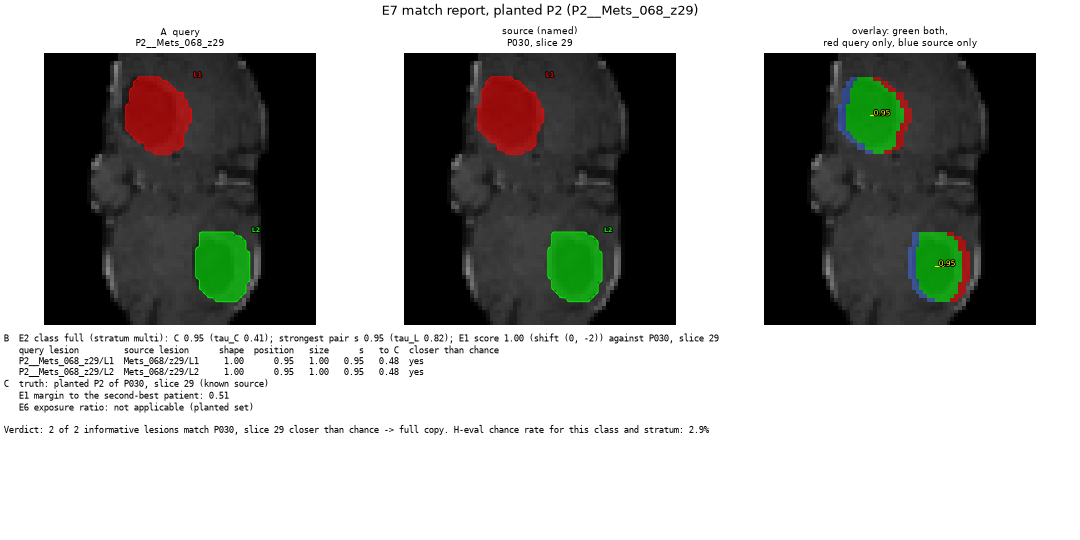 E7 match report, planted P2 (P2__Mets_068_z29)
A query
P2__Mets_068_z29
source (named)
P030, slice 29
overlay: green both,
red query only, blue source only
L1
L1
0.95
L2
L2
0.95
B E2 class full (stratum multi): C 0.95 (tau_C 0.41); strongest pair s 0.95 (tau_L 0.82); E1 score 1.00 (shift (0, -2)) against P030, slice 29
query lesion source lesion shape position size s to C closer than chance
P2__Mets_068_z29/L1 Mets_068/z29/L1 1.00 0.95 1.00 0.95 0.48 yes
P2__Mets_068_z29/L2 Mets_068/z29/L2 1.00 0.95 1.00 0.95 0.48 yes
C truth: planted P2 of P030, slice 29 (known source)
E1 margin to the second-best patient: 0.51
E6 exposure ratio: not applicable (planted set)
Verdict: 2 of 2 informative lesions match P030, slice 29 closer than chance -> full copy. H-eval chance rate for this class and stratum: 2.9%